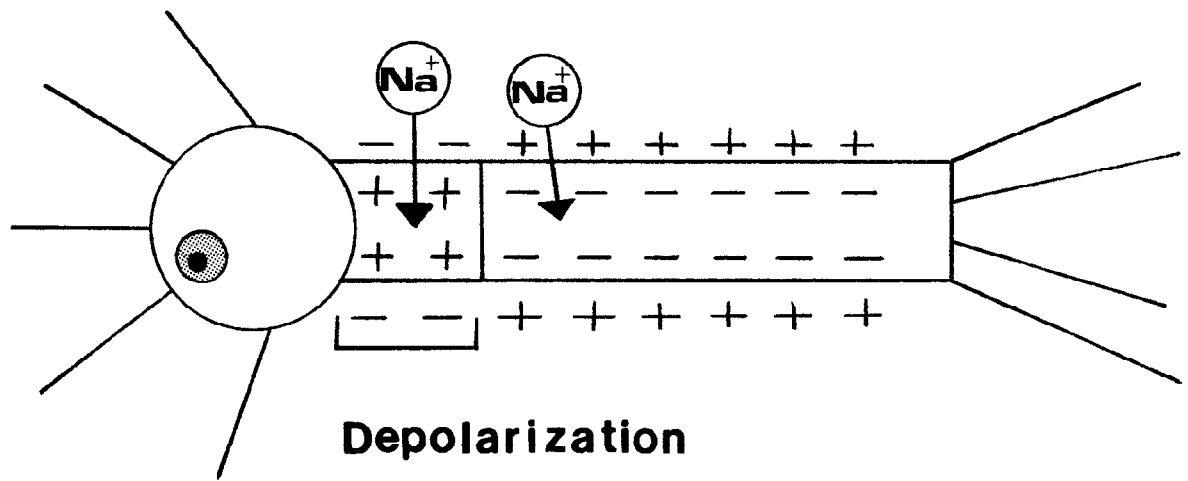 Na+ Na+
− − + + + + + +
+ + − − − − − −
+ + − − − − − −
− − + + + + + +
Depolarization